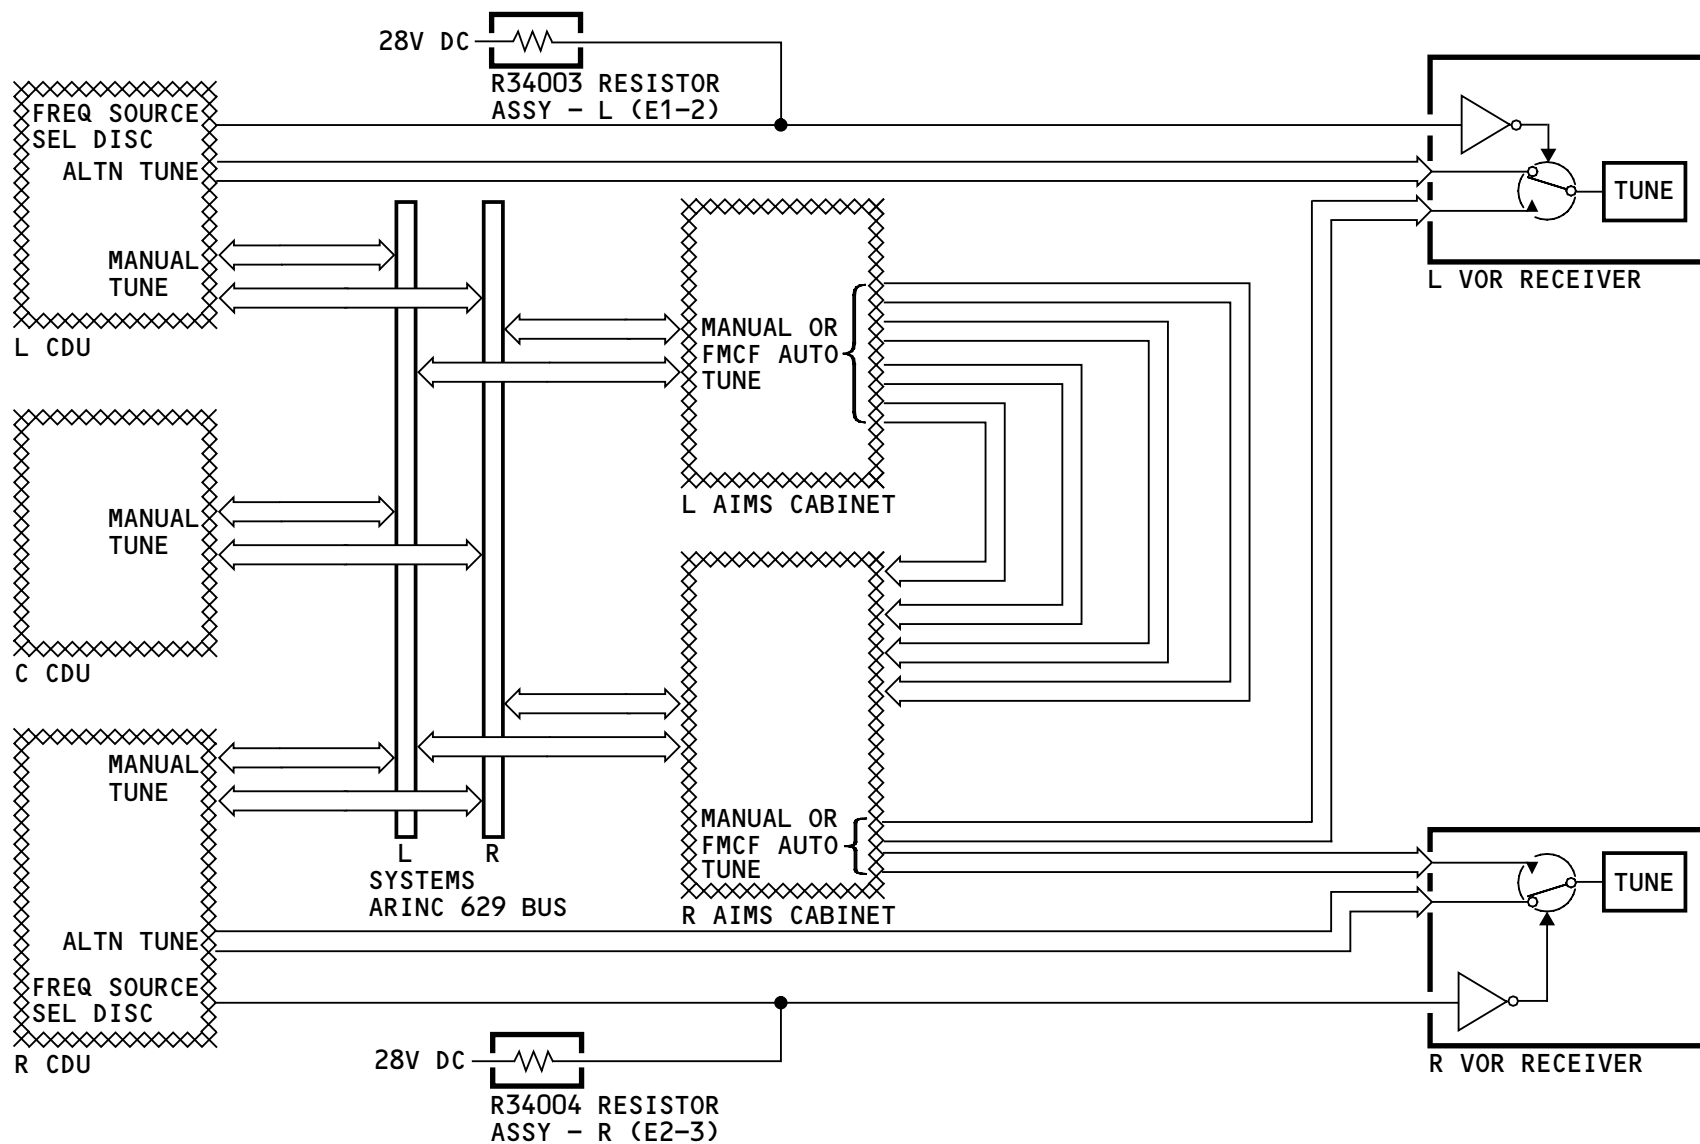 28V DC
R34003 RESISTOR
ASSY - L (E1-2)
FREQ SOURCE
SEL DISC
ALTN TUNE
MANUAL
TUNE
L CDU
MANUAL OR
FMCF AUTO
TUNE
L AIMS CABINET
TUNE
L VOR RECEIVER
MANUAL
TUNE
C CDU
MANUAL
TUNE
ALTN TUNE
FREQ SOURCE
SEL DISC
R CDU
L R
SYSTEMS
ARINC 629 BUS
MANUAL OR
FMCF AUTO
TUNE
R AIMS CABINET
TUNE
R VOR RECEIVER
28V DC
R34004 RESISTOR
ASSY - R (E2-3)